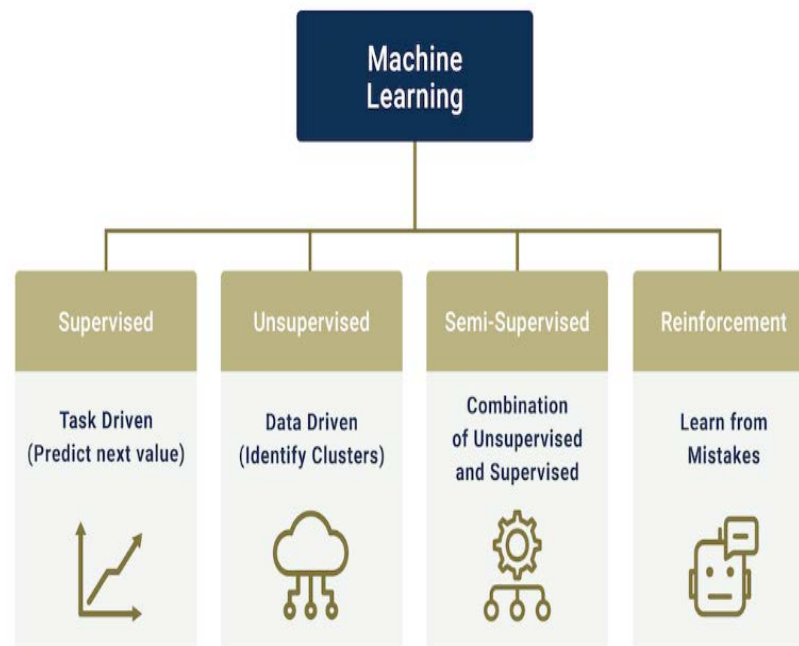 Machine
Learning
Supervised
Task Driven
(Predict next value)
Unsupervised
Data Driven
(Identify Clusters)
Semi-Supervised
Combination
of Unsupervised
and Supervised
Reinforcement
Learn from
Mistakes